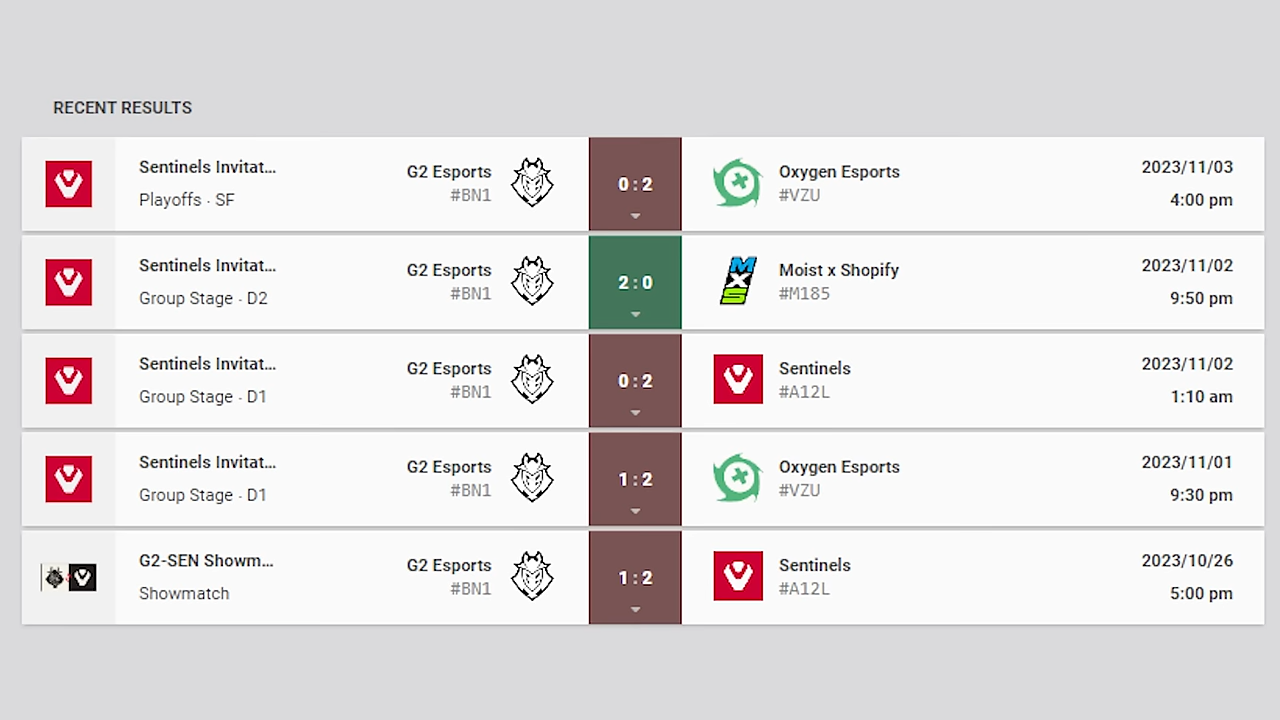 RECENT RESULTS
Sentinels Invitat...
Playoffs · SF
G2 Esports
#BN1
0 : 2
Oxygen Esports
#VZU
2023/11/03
4:00 pm
Sentinels Invitat...
Group Stage · D2
G2 Esports
#BN1
2 : 0
MXS
Moist x Shopify
#M185
2023/11/02
9:50 pm
Sentinels Invitat...
Group Stage · D1
G2 Esports
#BN1
0 : 2
Sentinels
#A12L
2023/11/02
1:10 am
Sentinels Invitat...
Group Stage · D1
G2 Esports
#BN1
1 : 2
Oxygen Esports
#VZU
2023/11/01
9:30 pm
G2-SEN Showm...
Showmatch
G2 Esports
#BN1
1 : 2
Sentinels
#A12L
2023/10/26
5:00 pm